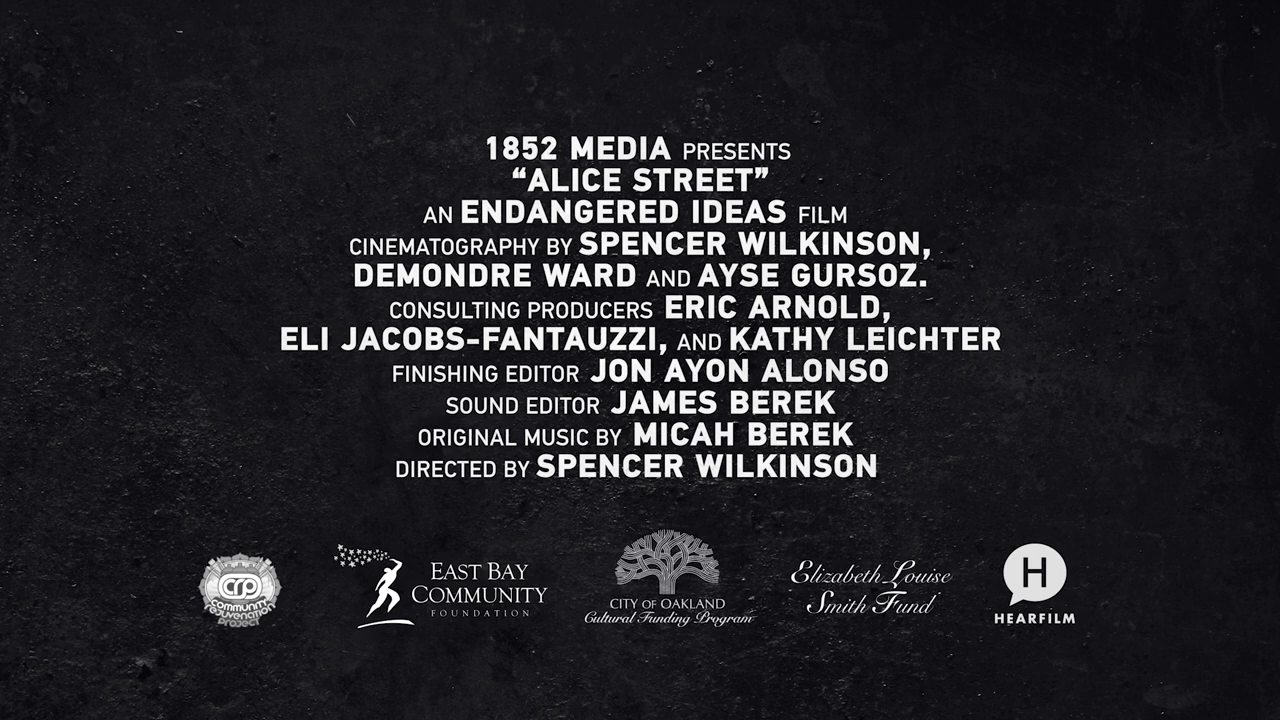 1852 MEDIA PRESENTS
“ALICE STREET”
AN ENDANGERED IDEAS FILM
CINEMATOGRAPHY BY SPENCER WILKINSON,
DEMONDRE WARD AND AYSE GURSOZ.
CONSULTING PRODUCERS ERIC ARNOLD,
ELI JACOBS-FANTAUZZI, AND KATHY LEICHTER
FINISHING EDITOR JON AYON ALONSO
SOUND EDITOR JAMES BEREK
ORIGINAL MUSIC BY MICAH BEREK
DIRECTED BY SPENCER WILKINSON
crp
community
rejuvenation
project
EAST BAY
COMMUNITY
FOUNDATION
CITY OF OAKLAND
Cultural Funding Program
Elizabeth Louise
Smith Fund
H
HEARFILM